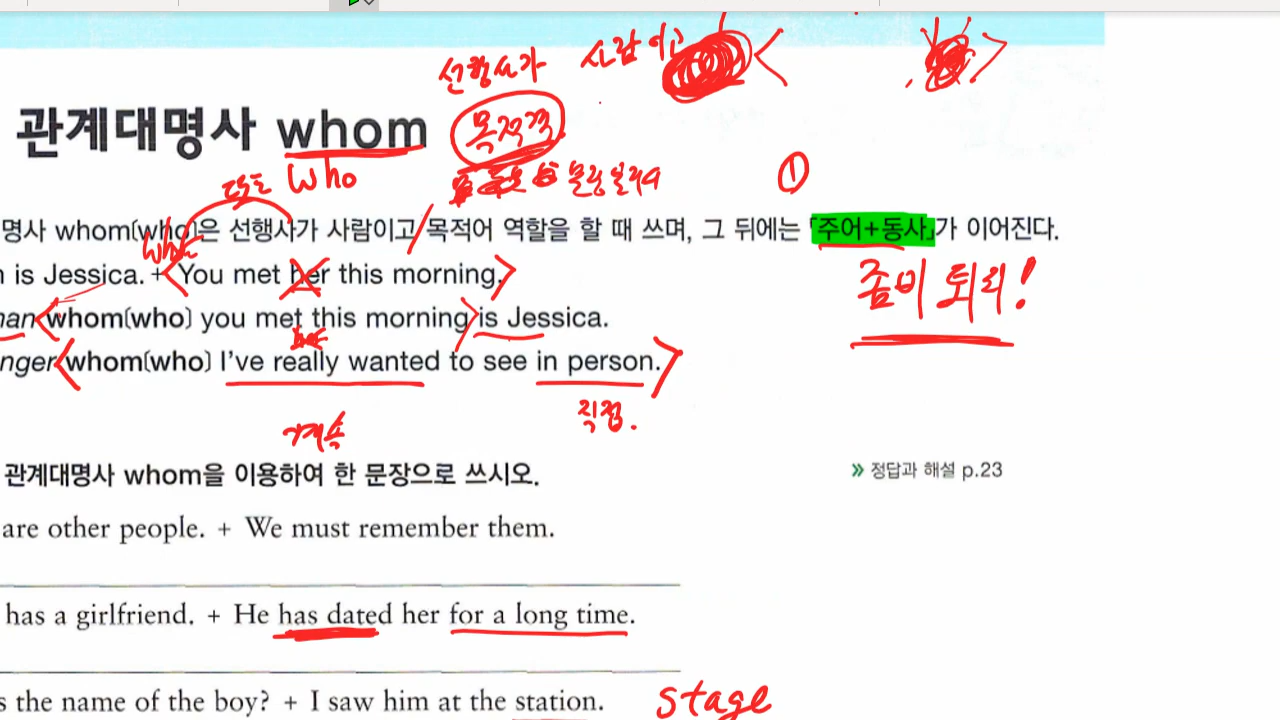 선행사가 사람이고
관계대명사 whom 목적격
who
물렁물렁 ①
명사 whom(who)은 선행사가 사람이고 목적어 역할을 할 때 쓰며, 그 뒤에는 「주어+동사」가 이어진다.
is Jessica. + You met her this morning.
좀비 퇴치!
whom(who) you met this morning is Jessica.
her
whom(who) I've really wanted to see in person.
직접.
관계대명사 whom을 이용하여 한 문장으로 쓰시오.
» 정답과 해설 p.23
are other people. + We must remember them.
has a girlfriend. + He has dated her for a long time.
the name of the boy? + I saw him at the station. stage